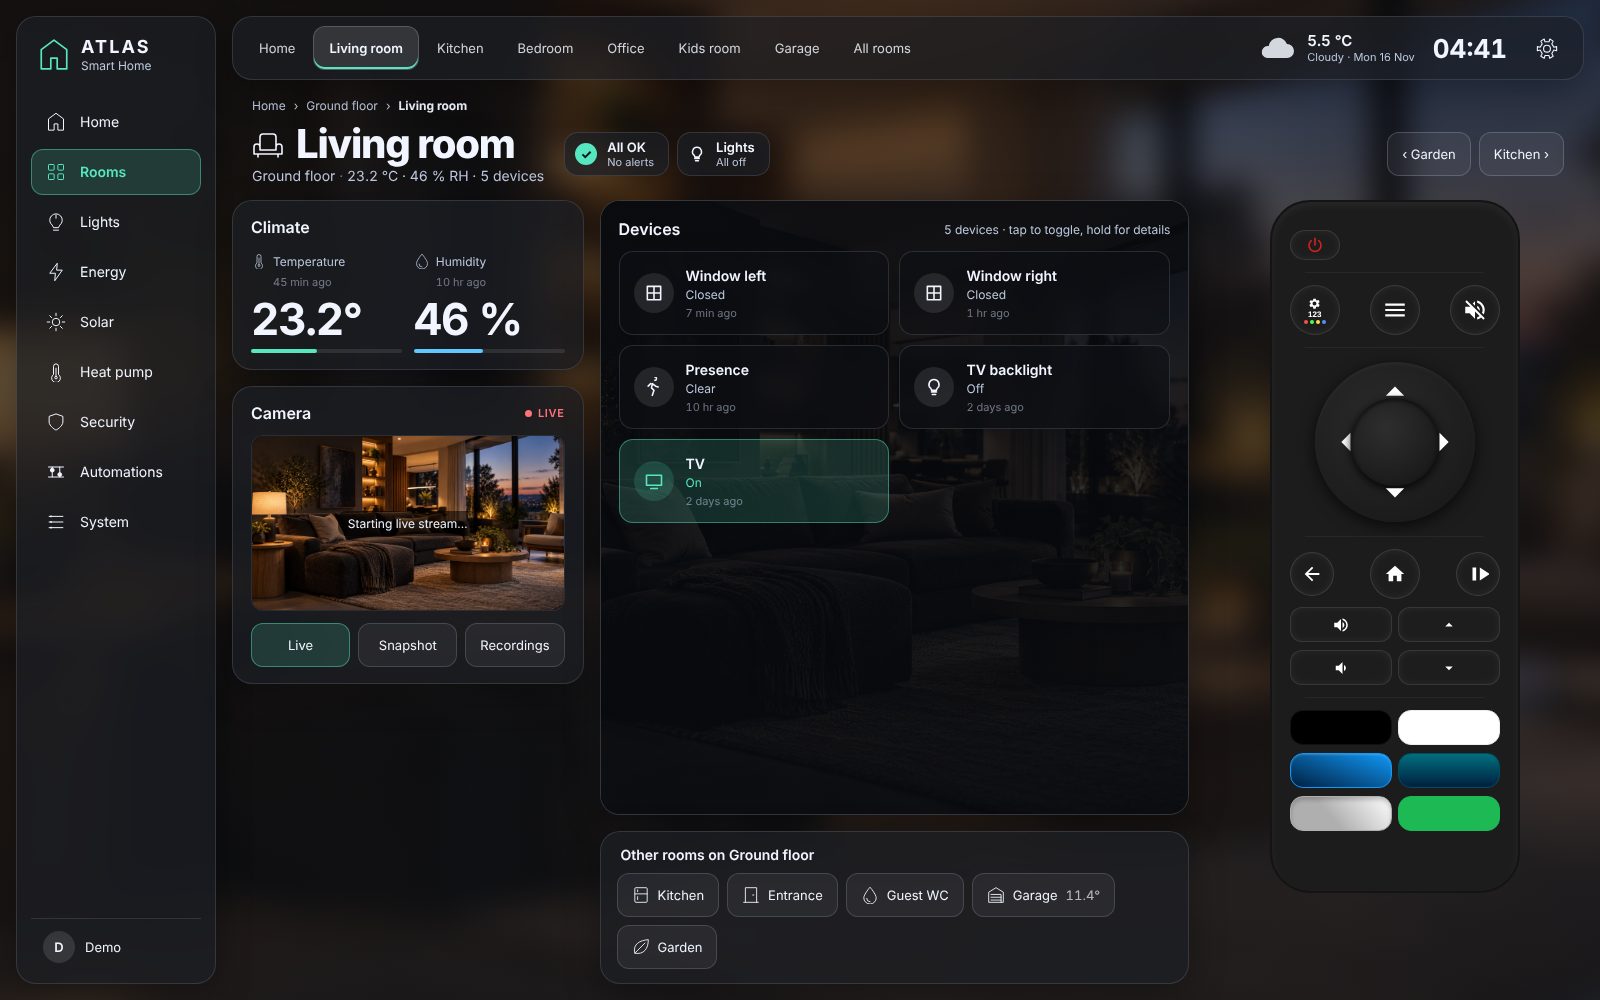 ATLAS
Smart Home
Home
Rooms
Lights
Energy
Solar
Heat pump
Security
Automations
System
D Demo
Home Living room Kitchen Bedroom Office Kids room Garage All rooms
5.5 °C
Cloudy · Mon 16 Nov
04:41
Home › Ground floor › Living room
Living room
Ground floor · 23.2 °C · 46 % RH · 5 devices
All OK
No alerts
Lights
All off
‹ Garden
Kitchen ›
Climate
Temperature
45 min ago
23.2°
Humidity
10 hr ago
46 %
Camera
LIVE
Starting live stream...
Live
Snapshot
Recordings
Devices
5 devices · tap to toggle, hold for details
Window left
Closed
7 min ago
Window right
Closed
1 hr ago
Presence
Clear
10 hr ago
TV backlight
Off
2 days ago
TV
On
2 days ago
Other rooms on Ground floor
Kitchen
Entrance
Guest WC
Garage 11.4°
Garden
123